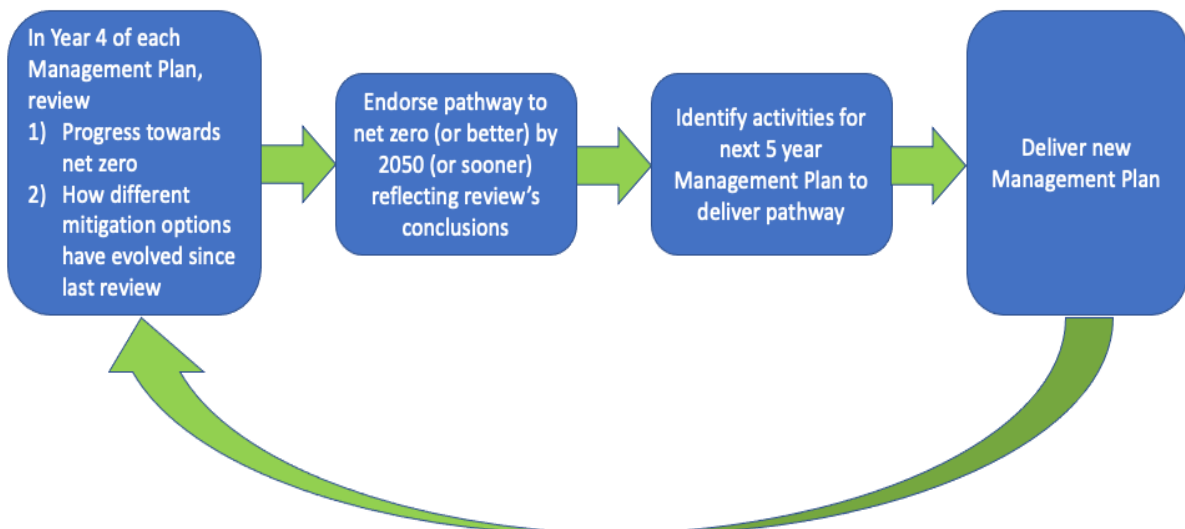 In Year 4 of each
Management Plan,
review
1) Progress towards
net zero
2) How different
mitigation options
have evolved since
last review
Endorse pathway to
net zero (or better) by
2050 (or sooner)
reflecting review's
conclusions
Identify activities for
next 5 year
Management Plan to
deliver pathway
Deliver new
Management Plan